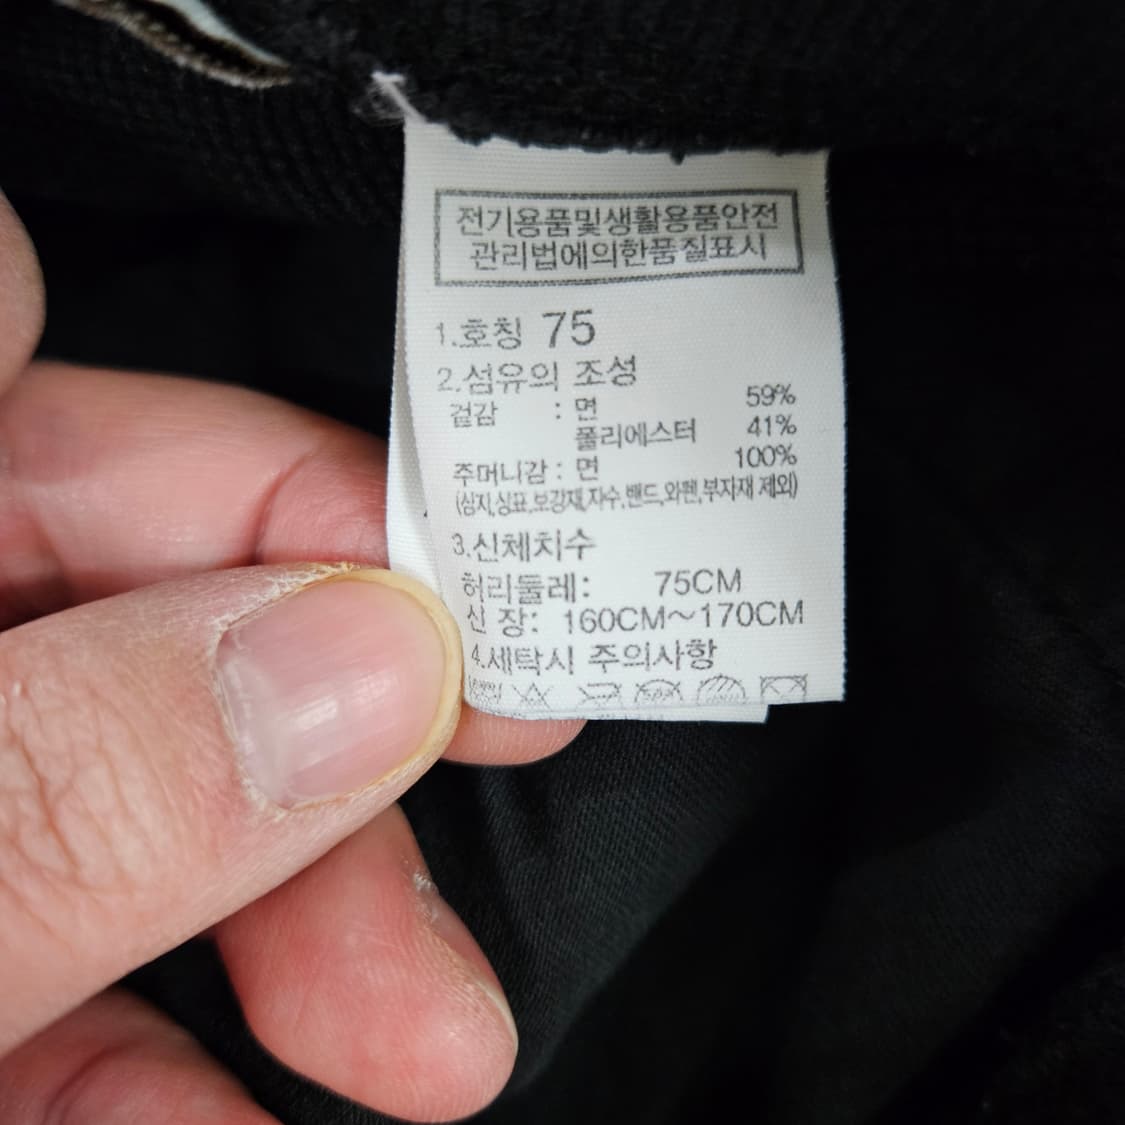 전기용품및생활용품안전
관리법에의한품질표시
1.호칭 75
2.섬유의 조성
겉감 : 면 59%
폴리에스터 41%
주머니감 : 면 100%
(심지,싱표,보강재,자수,밴드,와펜,부자재 제외)
3.신체치수
허리둘레: 75CM
신 장: 160CM~170CM
4.세탁시 주의사항